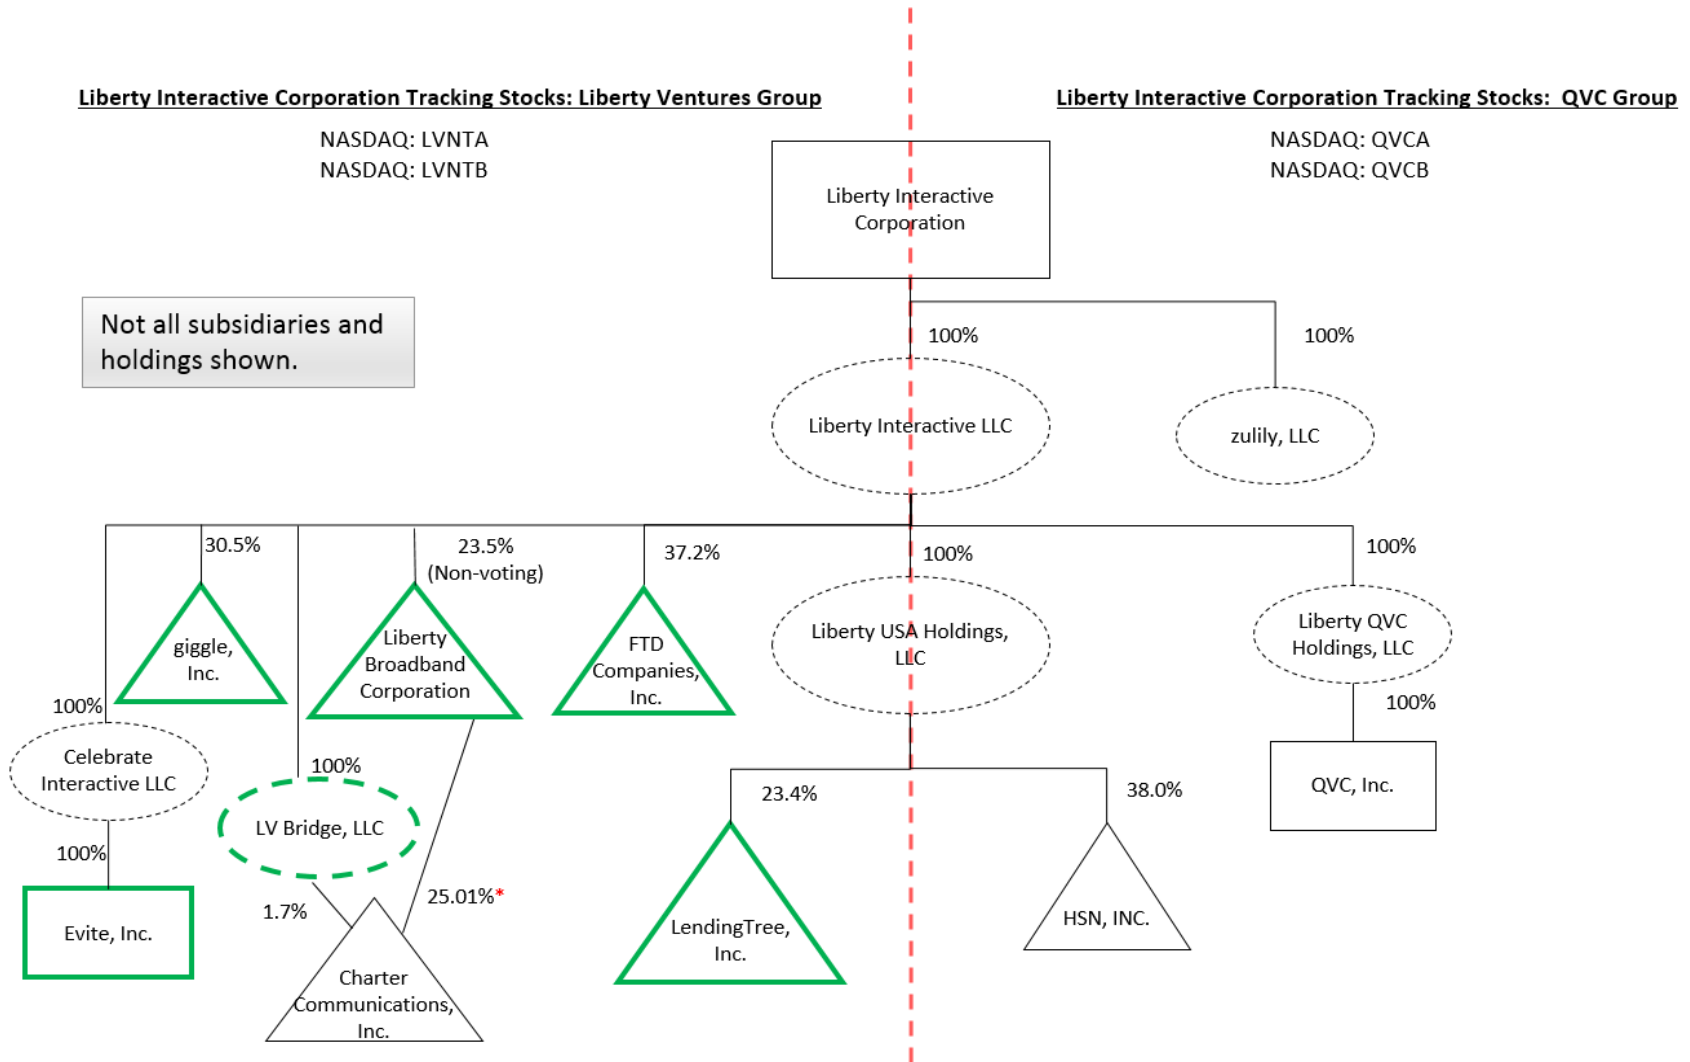 Liberty Interactive Corporation Tracking Stocks: Liberty Ventures Group
NASDAQ: LVNTA
NASDAQ: LVNTB
Liberty Interactive Corporation Tracking Stocks:  QVC Group
NASDAQ: QVCA
NASDAQ: QVCB
Liberty Interactive
Corporation
Not all subsidiaries and
holdings shown.
100%
100%
Liberty Interactive LLC
zulily, LLC
30.5%
23.5%
(Non-voting)
37.2%
100%
100%
giggle,
Inc.
Liberty
Broadband
Corporation
FTD
Companies,
Inc.
Liberty USA Holdings,
LLC
Liberty QVC
Holdings, LLC
100%
100%
Celebrate
Interactive LLC
100%
LV Bridge, LLC
23.4%
38.0%
QVC, Inc.
100%
Evite, Inc.
1.7%
25.01%*
Charter
Communications,
Inc.
LendingTree,
Inc.
HSN, INC.